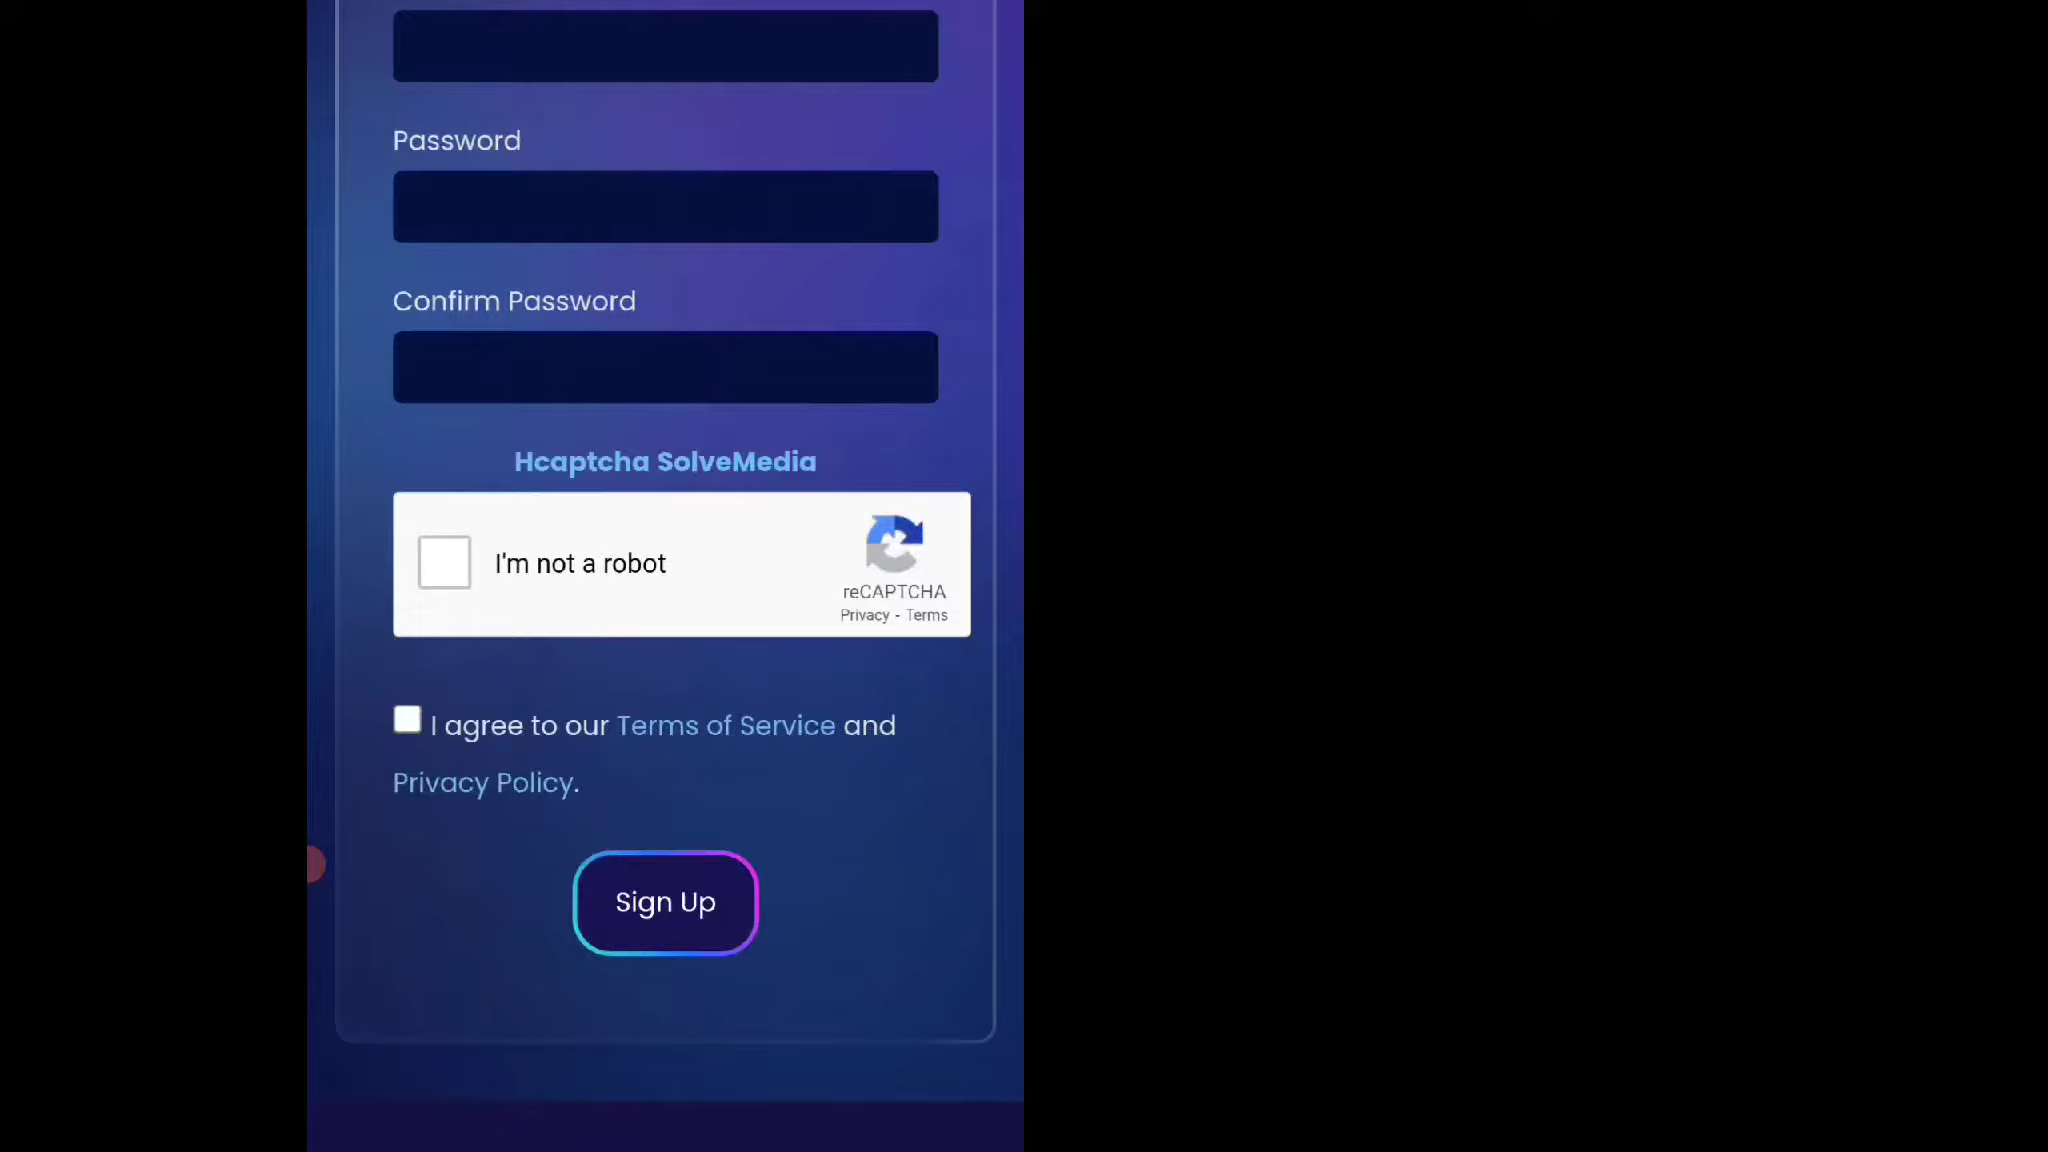 Password
Confirm Password
Hcaptcha SolveMedia
I'm not a robot
reCAPTCHA
Privacy - Terms
I agree to our Terms of Service and
Privacy Policy.
Sign Up